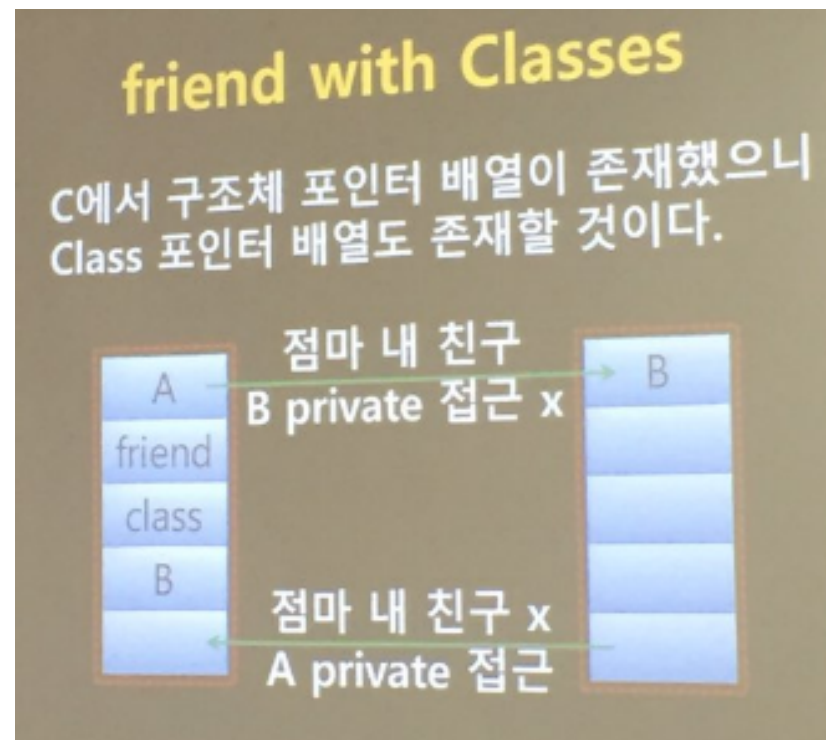 friend with Classes
C에서 구조체 포인터 배열이 존재했으니
Class 포인터 배열도 존재할 것이다.
점마 내 친구
B private 접근 x
A
friend
class
B
B
점마 내 친구 x
A private 접근